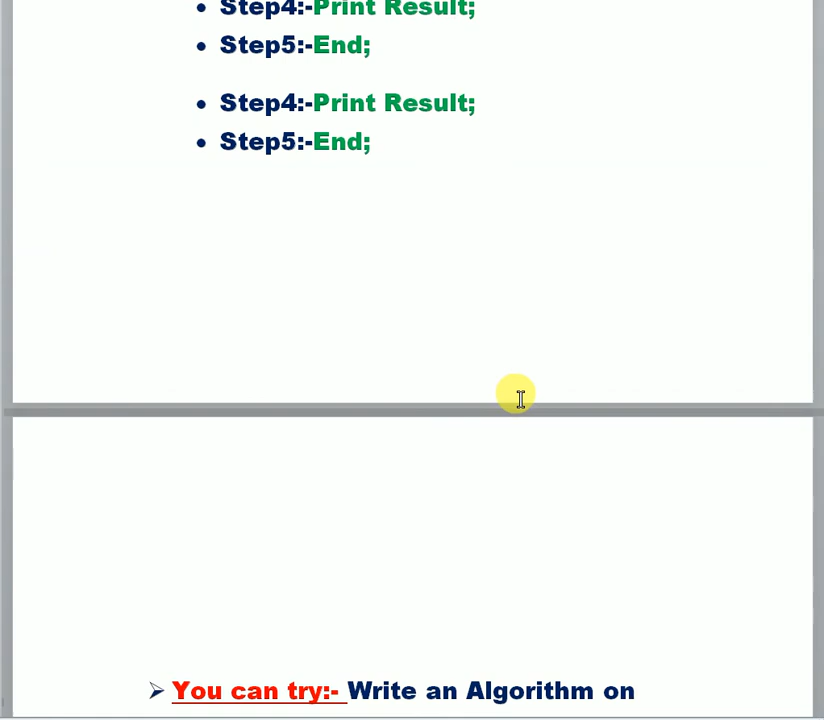 • Step4:-Print Result;
• Step5:-End;
• Step4:-Print Result;
• Step5:-End;
➢ You can try:- Write an Algorithm on